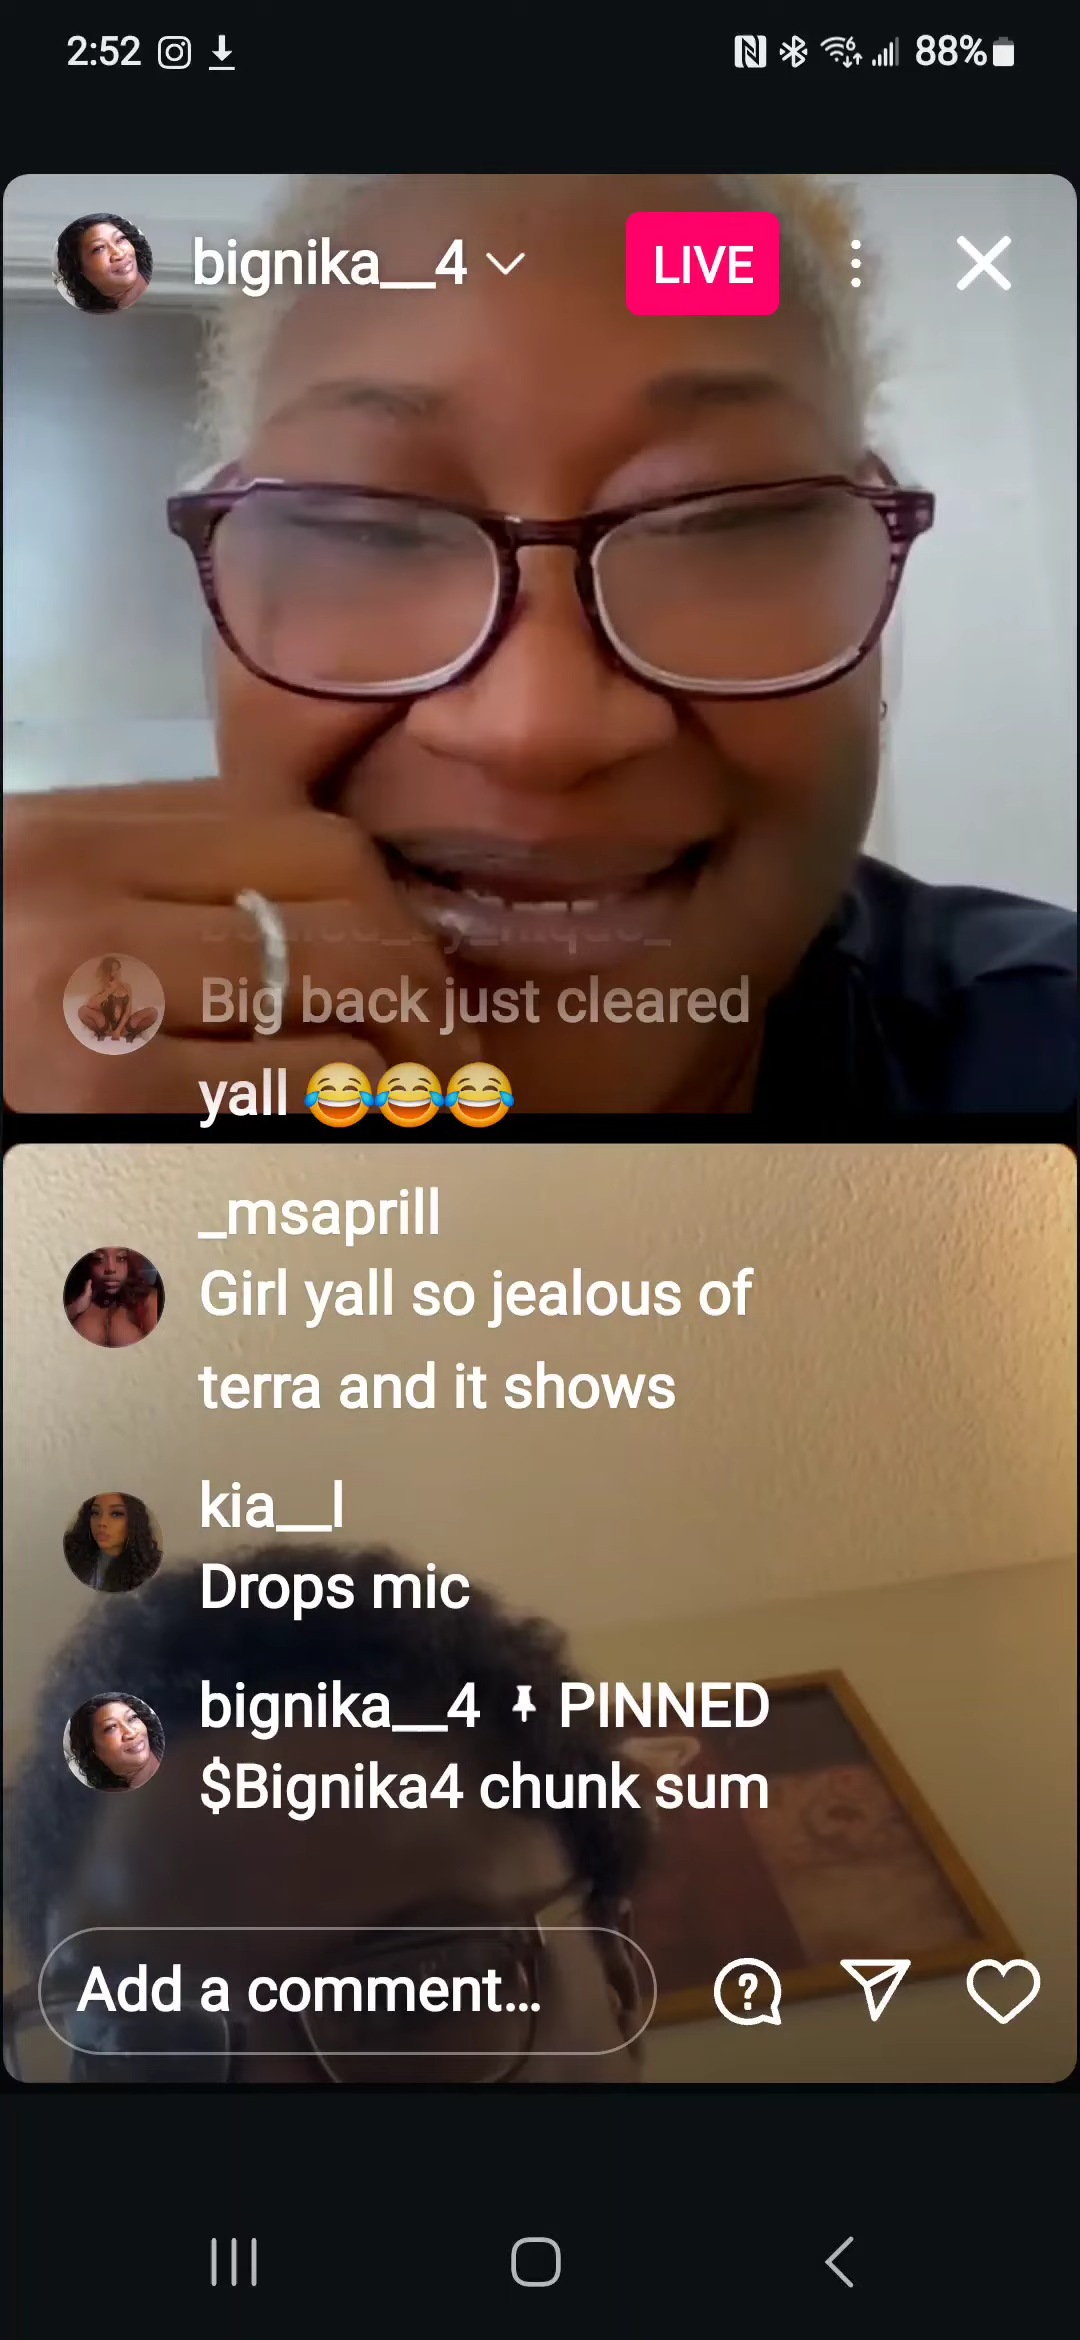 2:52 88%
bignika__4 LIVE
Big back just cleared
yall 😂😂😂
_msaprill
Girl yall so jealous of
terra and it shows
kia__l
Drops mic
bignika__4 PINNED
$Bignika4 chunk sum
Add a comment...